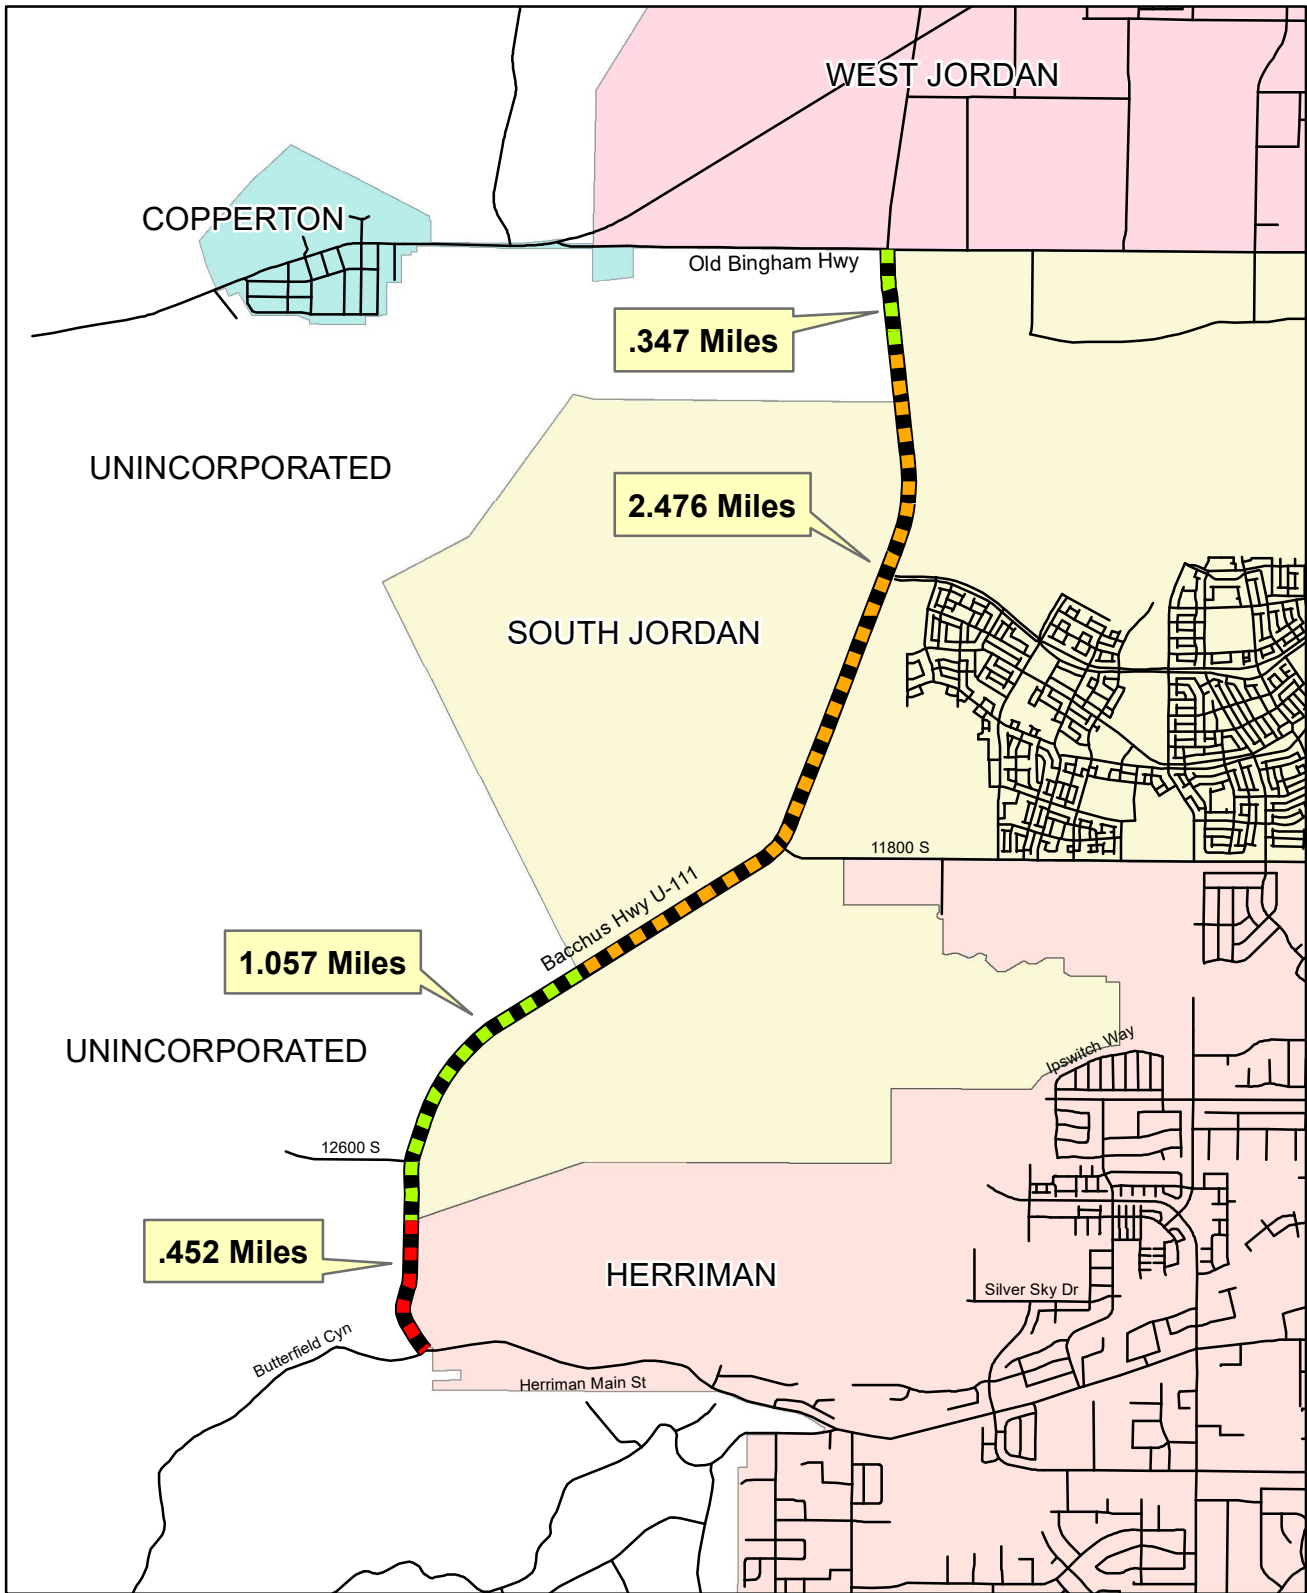 WEST JORDAN
COPPERTON
Old Bingham Hwy
.347 Miles
UNINCORPORATED
2.476 Miles
SOUTH JORDAN
11800 S
Bacchus Hwy U-111
1.057 Miles
UNINCORPORATED
Ipswitch Way
12600 S
.452 Miles
HERRIMAN
Silver Sky Dr
Butterfield Cyn
Herriman Main St